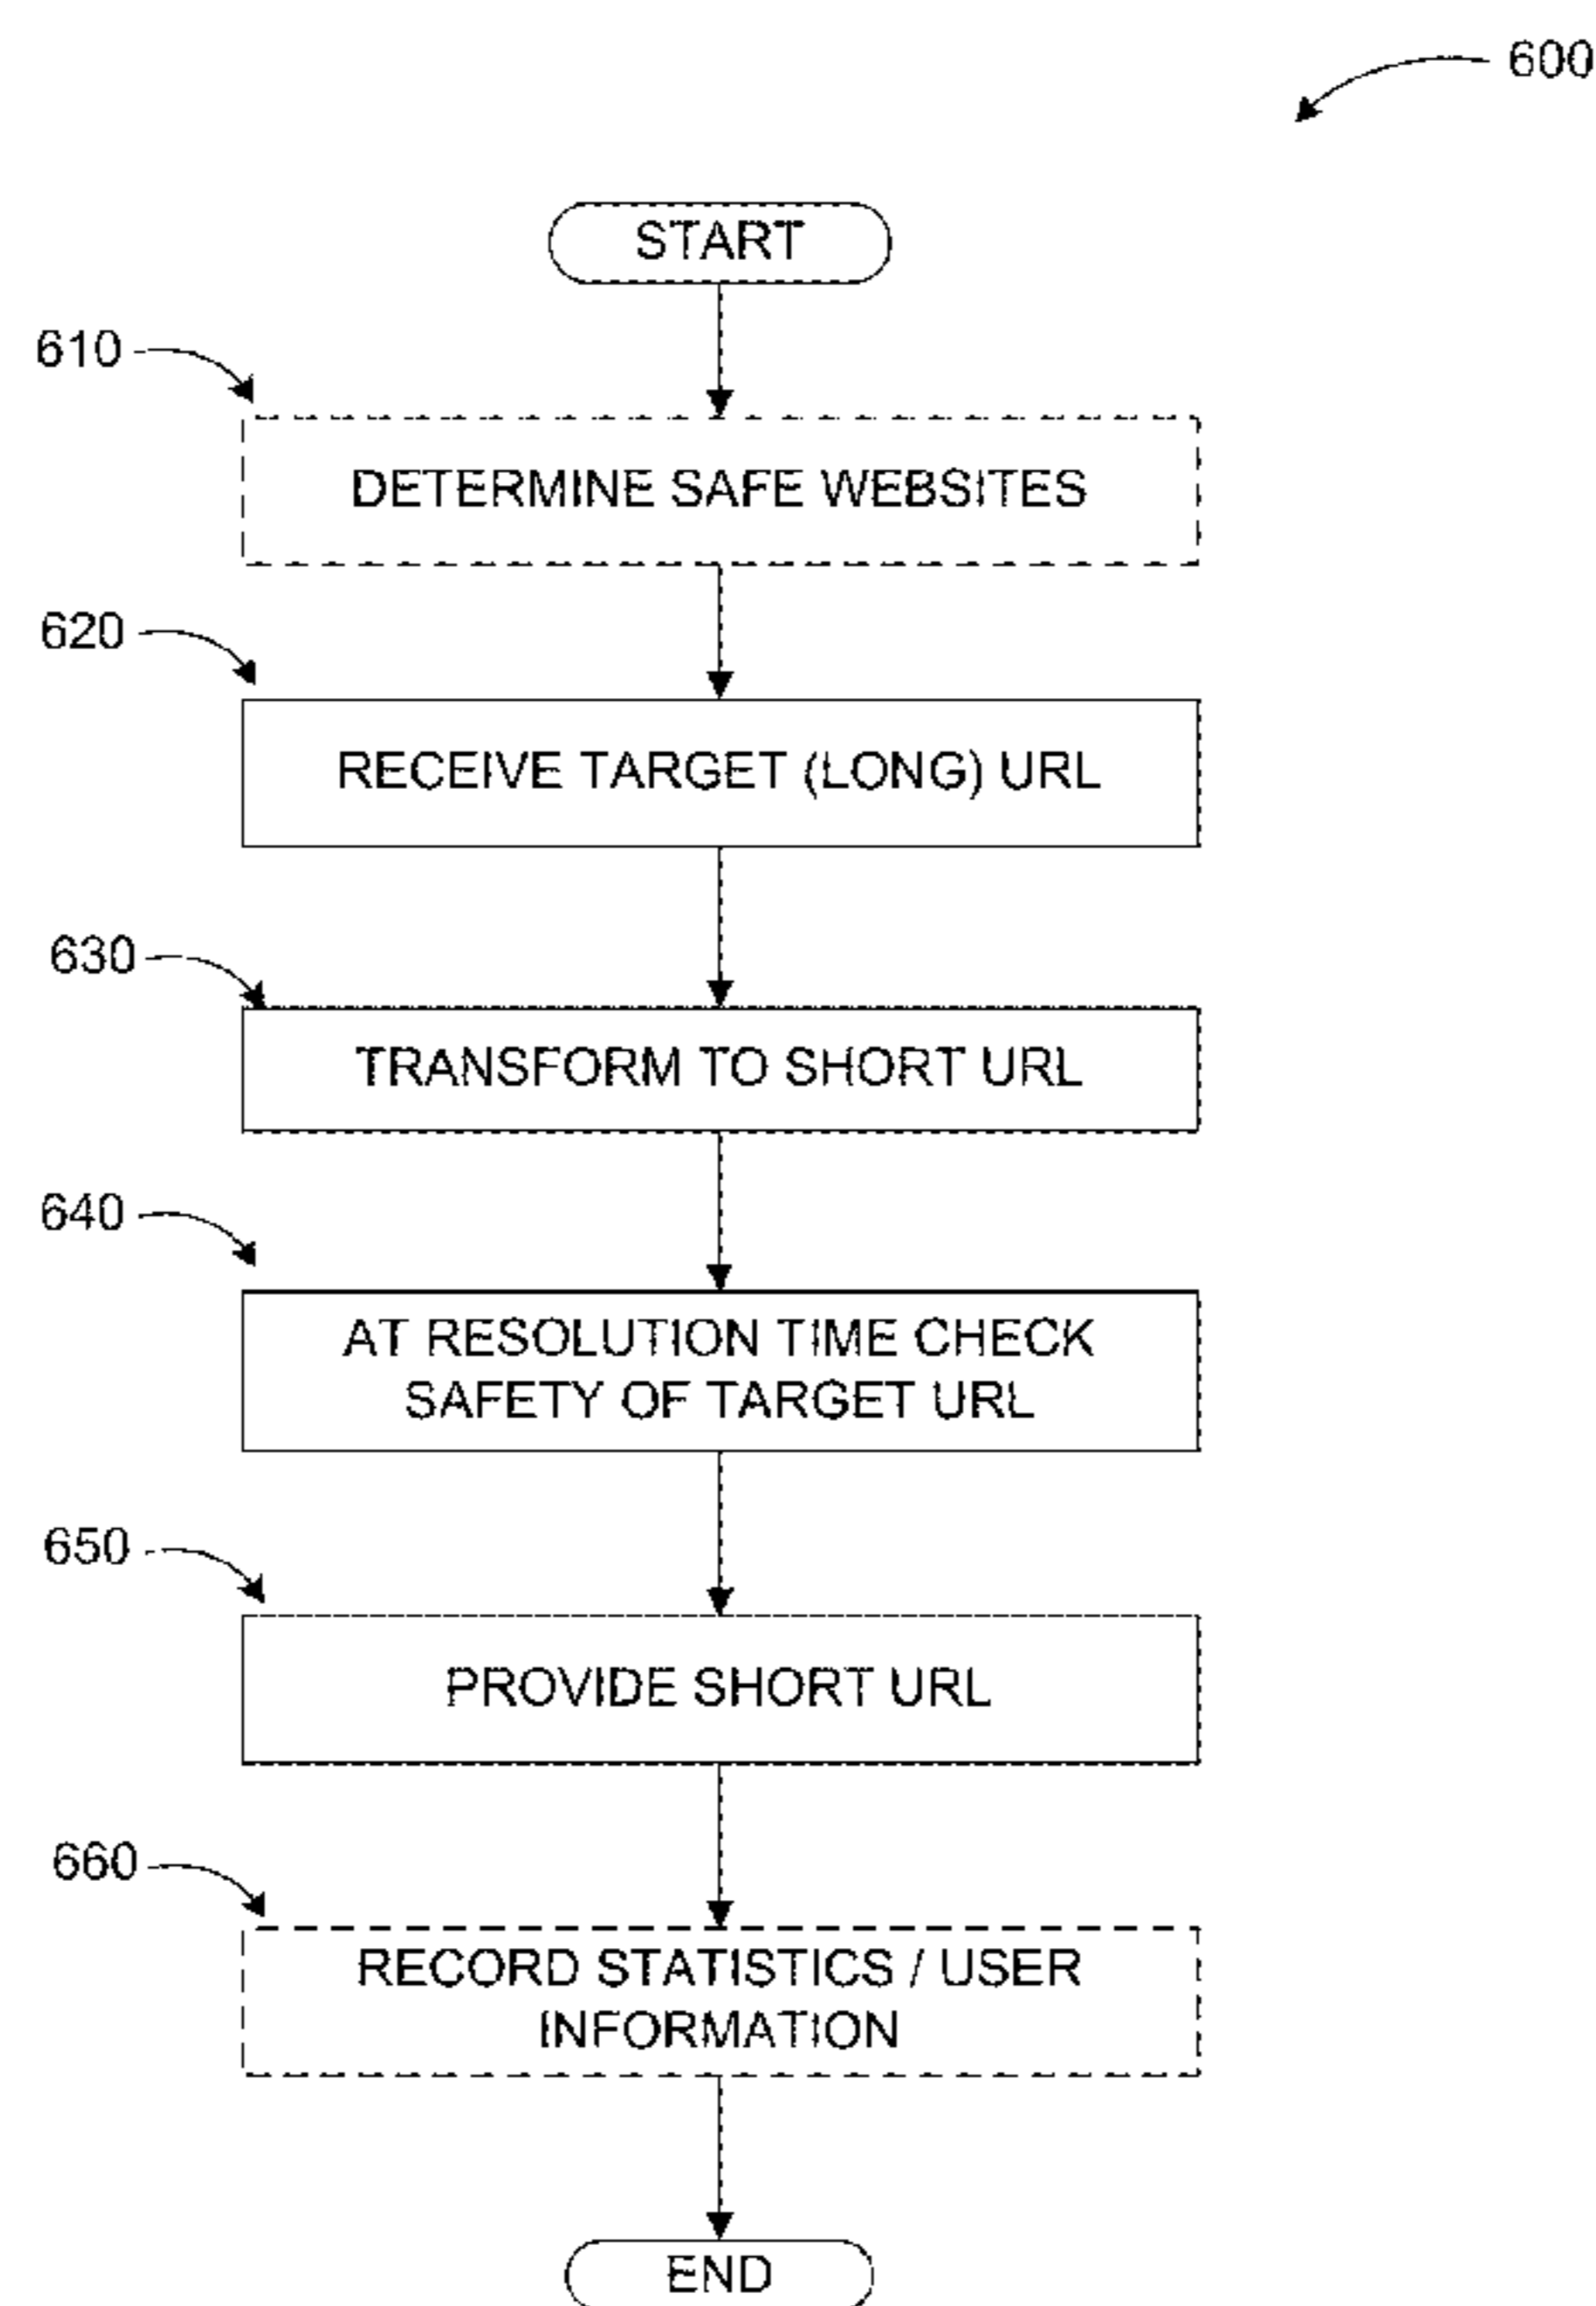 600
START
610
DETERMINE SAFE WEBSITES
620
RECEIVE TARGET (LONG) URL
630
TRANSFORM TO SHORT URL
640
AT RESOLUTION TIME CHECK
SAFETY OF TARGET URL
650
PROVIDE SHORT URL
660
RECORD STATISTICS / USER
INFORMATION
END